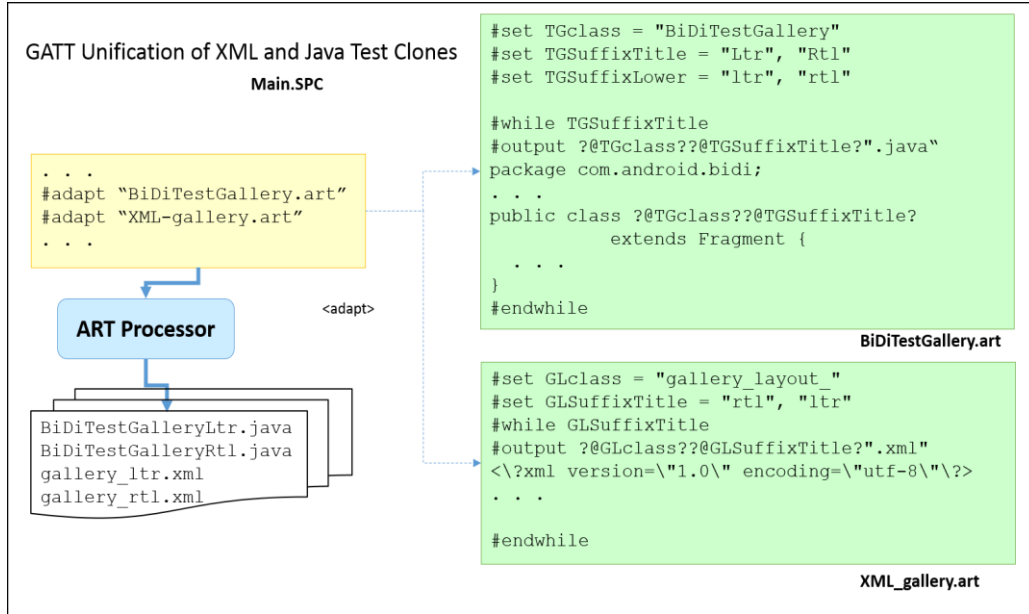 GATT Unification of XML and Java Test Clones
Main.SPC
. . .
#adapt “BiDiTestGallery.art”
#adapt “XML-gallery.art”
. . .
ART Processor
<adapt>
BiDiTestGalleryLtr.java
BiDiTestGalleryRtl.java
gallery_ltr.xml
gallery_rtl.xml
#set TGclass = "BiDiTestGallery"
#set TGSuffixTitle = "Ltr", "Rtl"
#set TGSuffixLower = "ltr", "rtl"
#while TGSuffixTitle
#output ?@TGclass??@TGSuffixTitle?".java“
package com.android.bidi;
. . .
public class ?@TGclass??@TGSuffixTitle?
extends Fragment {
. . .
}
#endwhile
BiDiTestGallery.art
#set GLclass = "gallery_layout_"
#set GLSuffixTitle = "rtl", "ltr"
#while GLSuffixTitle
#output ?@GLclass??@GLSuffixTitle?".xml"
<\?xml version=\"1.0\" encoding=\"utf-8\"\?>
. . .
#endwhile
XML_gallery.art